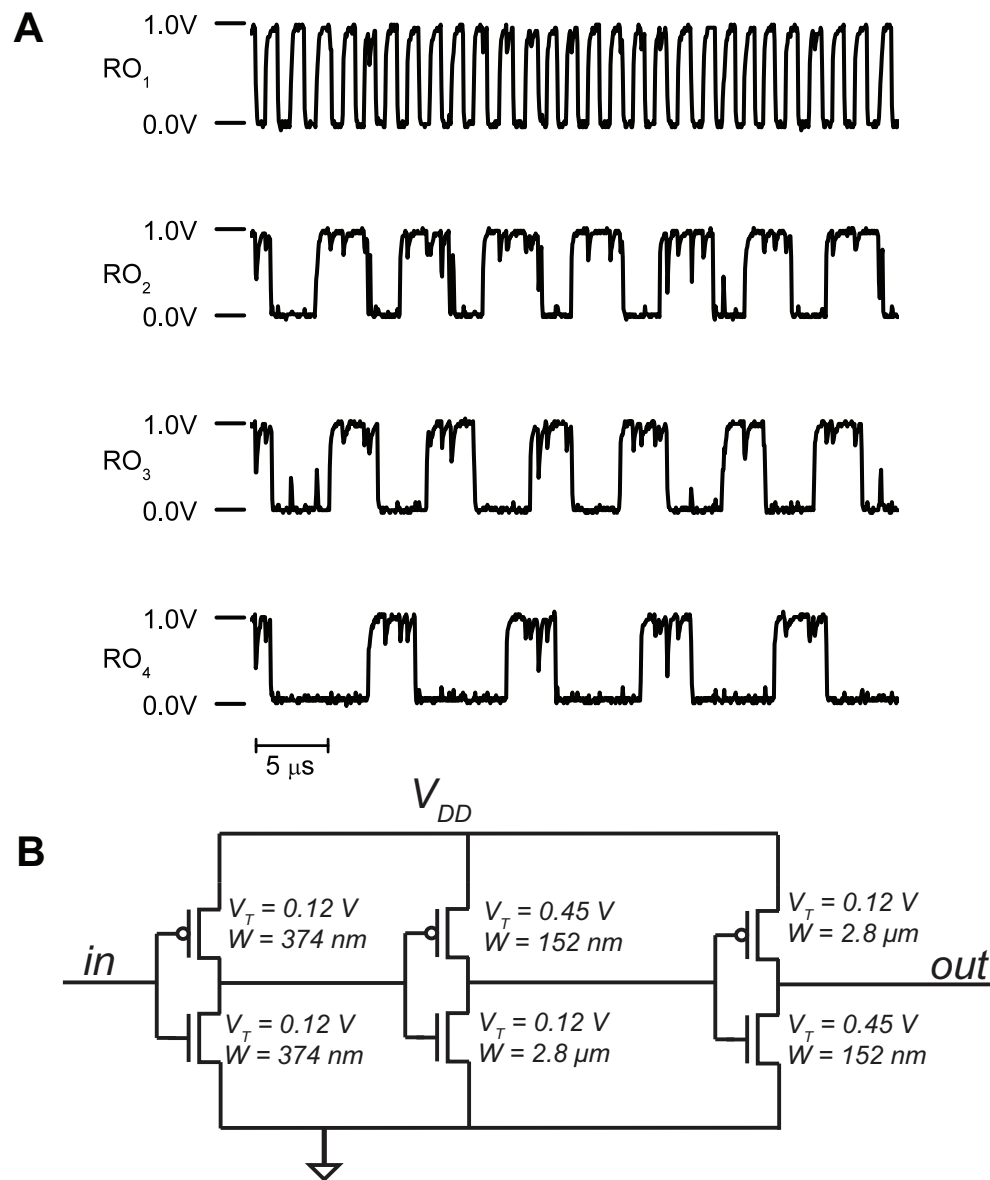 A
1.0V
RO1
0.0V
1.0V
RO2
0.0V
1.0V
RO3
0.0V
1.0V
RO4
0.0V
5 μs
VDD
B
VT = 0.12 V
W = 374 nm
VT = 0.45 V
W = 152 nm
VT = 0.12 V
W = 2.8 μm
in
out
VT = 0.12 V
W = 374 nm
VT = 0.12 V
W = 2.8 μm
VT = 0.45 V
W = 152 nm